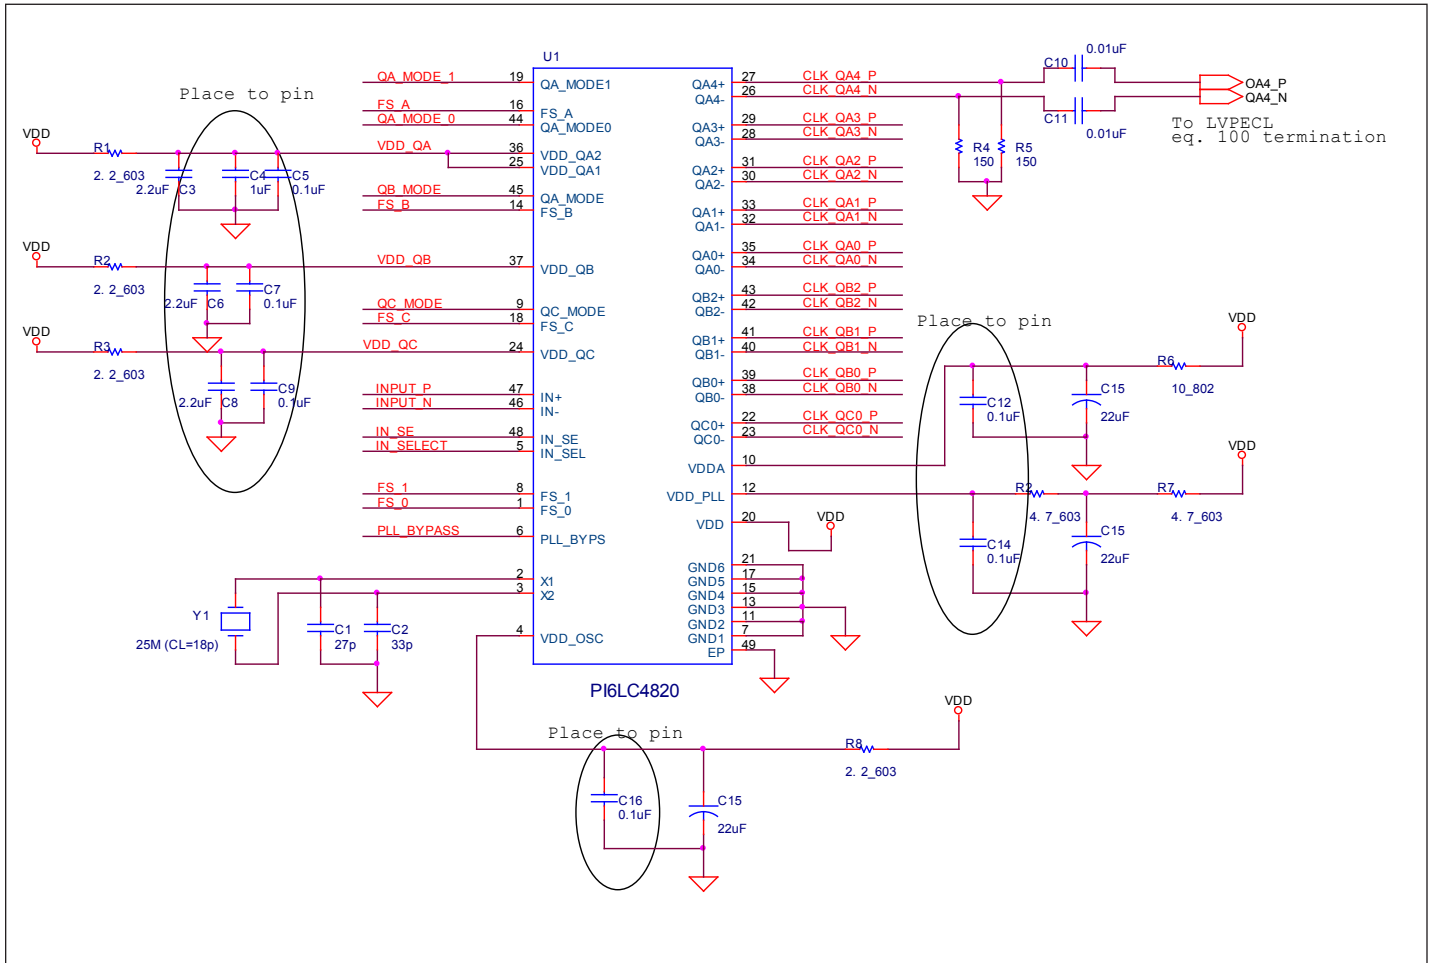 U1
QA_MODE_1 19 QA_MODE1
FS_A 16 FS_A
QA_MODE_0 44 QA_MODE0
VDD_QA 36 VDD_QA2
25 VDD_QA1
QB_MODE 45 QA_MODE
FS_B 14 FS_B
VDD_QB 37 VDD_QB
QC_MODE 9 QC_MODE
FS_C 18 FS_C
VDD_QC 24 VDD_QC
INPUT_P 47 IN+
INPUT_N 46 IN-
IN_SE 48 IN_SE
IN_SELECT 5 IN_SEL
FS_1 8 FS_1
FS_0 1 FS_0
PLL_BYPASS 6 PLL_BYPS
2 X1
3 X2
4 VDD_OSC
QA4+ 27 CLK_QA4_P
QA4- 26 CLK_QA4_N
QA3+ 29 CLK_QA3_P
QA3- 28 CLK_QA3_N
QA2+ 31 CLK_QA2_P
QA2- 30 CLK_QA2_N
QA1+ 33 CLK_QA1_P
QA1- 32 CLK_QA1_N
QA0+ 35 CLK_QA0_P
QA0- 34 CLK_QA0_N
QB2+ 43 CLK_QB2_P
QB2- 42 CLK_QB2_N
QB1+ 41 CLK_QB1_P
QB1- 40 CLK_QB1_N
QB0+ 39 CLK_QB0_P
QB0- 38 CLK_QB0_N
QC0+ 22 CLK_QC0_P
QC0- 23 CLK_QC0_N
VDDA 10
VDD_PLL 12
VDD 20
VDD
GND6 21
GND5 17
GND4 15
GND3 13
GND2 11
GND1 7
EP 49
PI6LC4820
Place to pin
VDD
R1
2. 2_603
2.2uF C3
C4
1uF
C5
0.1uF
VDD
R2
2. 2_603
2.2uF C6
C7
0.1uF
VDD
R3
2. 2_603
2.2uF C8
C9
0.1uF
Y1
25M (CL=18p)
C1
27p
C2
33p
C10
0.01uF
C11
0.01uF
R4
150
R5
150
OA4_P
QA4_N
To LVPECL
eq. 100 termination
Place to pin
VDD
R6
10_802
C12
0.1uF
C15
22uF
VDD
R2
4. 7_603
R7
4. 7_603
C14
0.1uF
C15
22uF
Place to pin
VDD
R8
2. 2_603
C16
0.1uF
C15
22uF